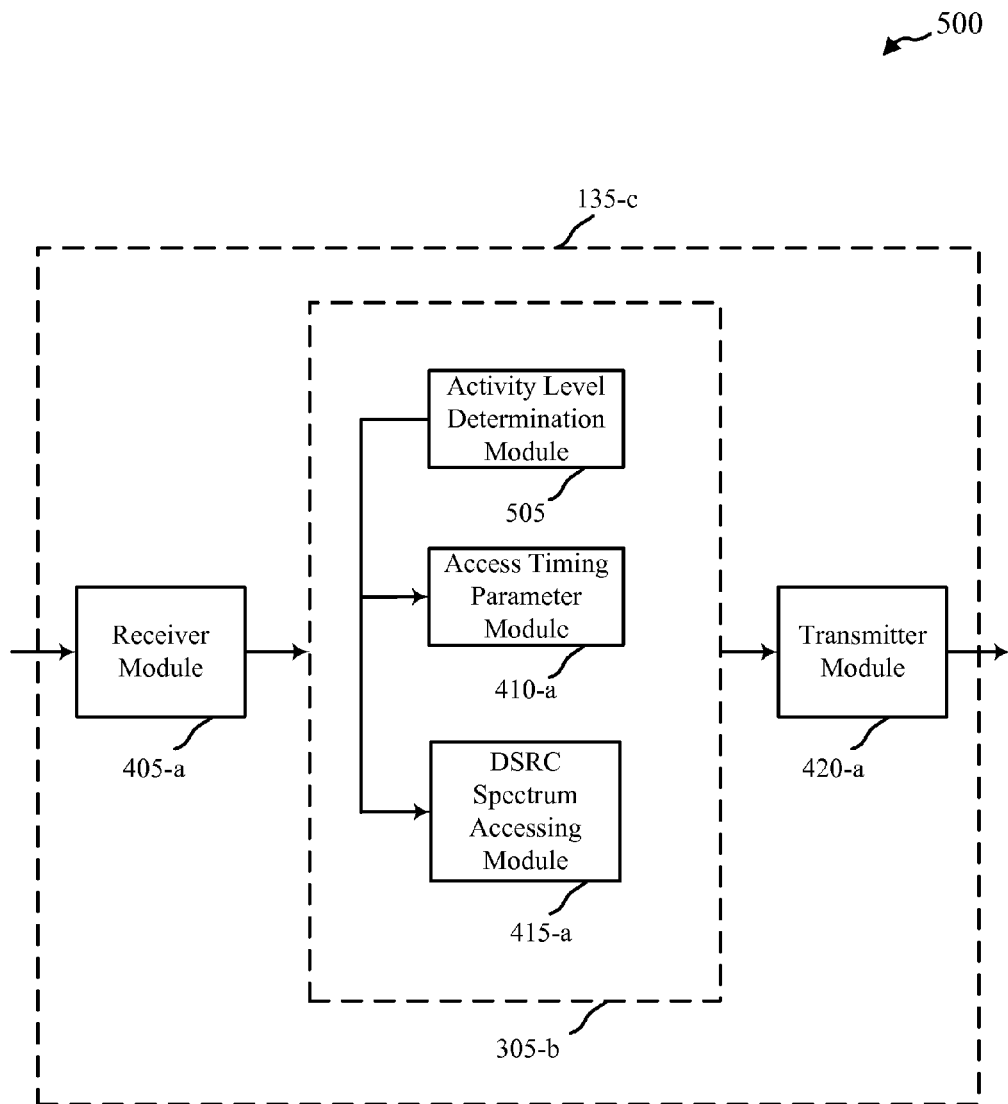 500
135-c
Activity Level
Determination
Module
505
Access Timing
Parameter
Module
410-a
Receiver
Module
405-a
Transmitter
Module
420-a
DSRC
Spectrum
Accessing
Module
415-a
305-b